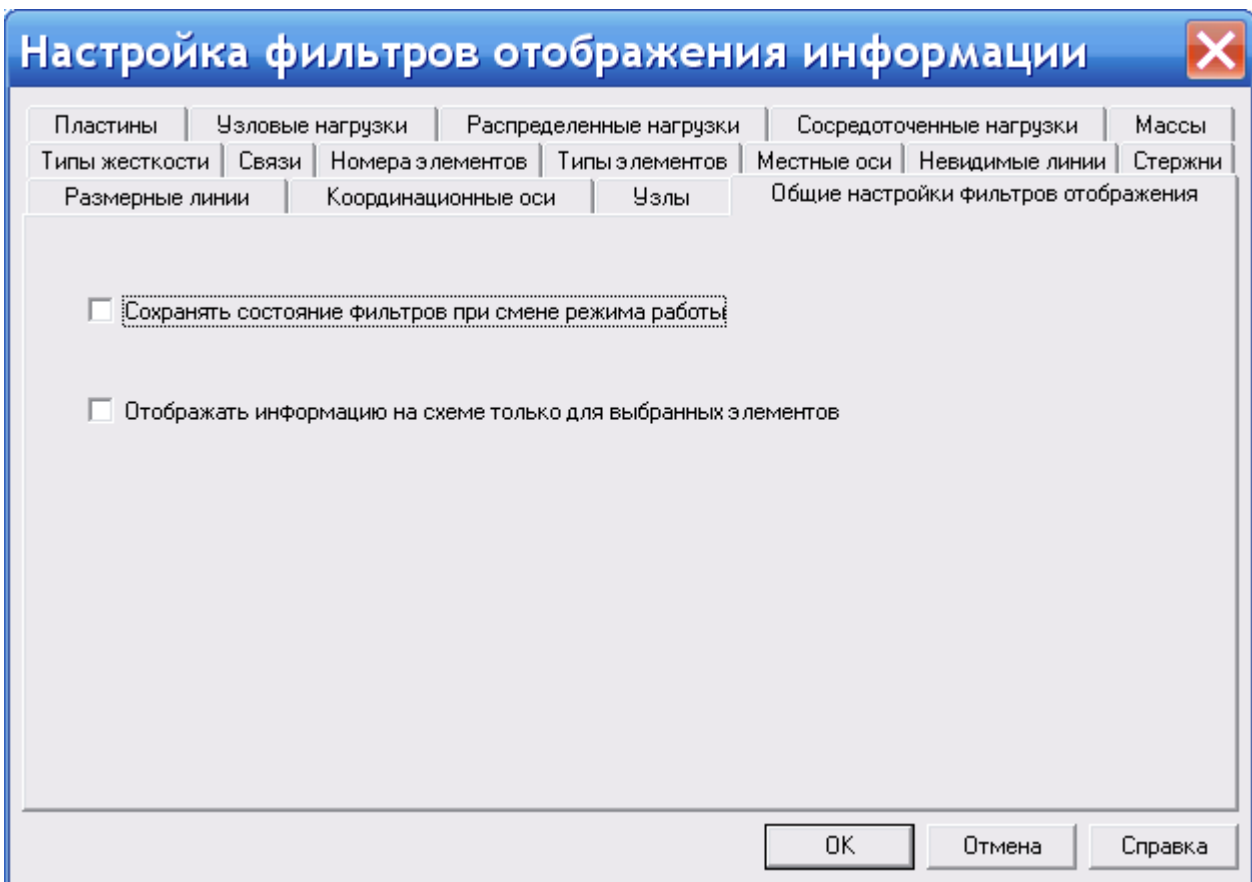 Настройка фильтров отображения информации
Пластины Узловые нагрузки Распределенные нагрузки Сосредоточенные нагрузки Массы
Типы жесткости Связи Номера элементов Типы элементов Местные оси Невидимые линии Стержни
Размерные линии Координационные оси Узлы Общие настройки фильтров отображения
Сохранять состояние фильтров при смене режима работы
Отображать информацию на схеме только для выбранных элементов
OK Отмена Справка